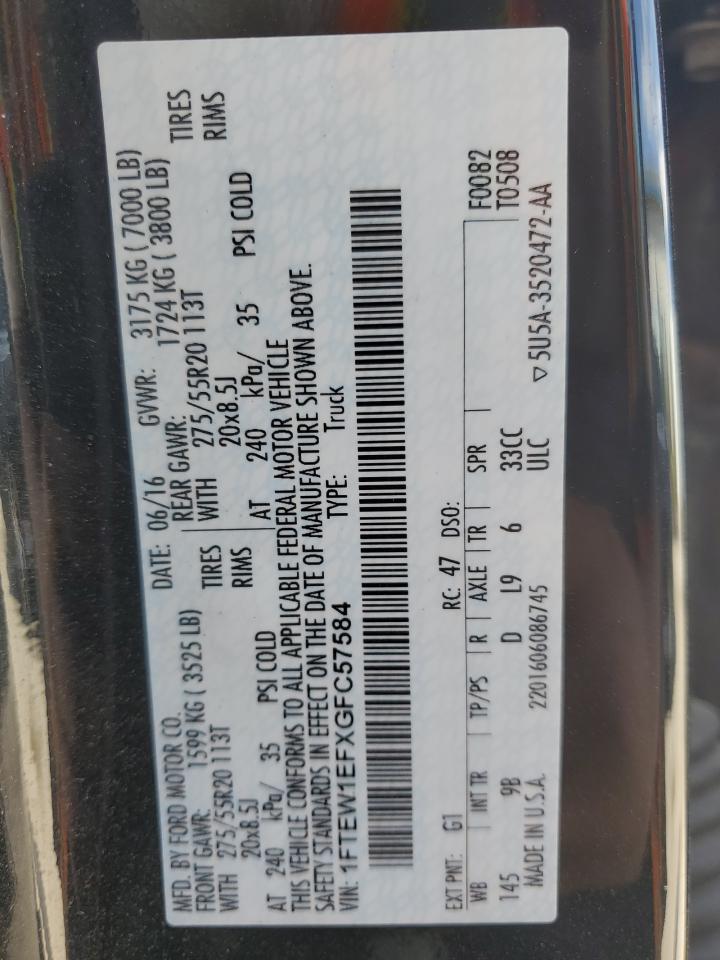 MFD. BY FORD MOTOR CO. DATE: 06/16 GVWR: 3175 KG ( 7000 LB)
FRONT GAWR: 1599 KG ( 3525 LB) REAR GAWR: 1724 KG ( 3800 LB)
WITH 275/55R20 113T TIRES WITH 275/55R20 113T TIRES
20x8.5J RIMS 20x8.5J RIMS
AT 240 kPa/ 35 PSI COLD AT 240 kPa/ 35 PSI COLD
THIS VEHICLE CONFORMS TO ALL APPLICABLE FEDERAL MOTOR VEHICLE
SAFETY STANDARDS IN EFFECT ON THE DATE OF MANUFACTURE SHOWN ABOVE.
VIN: 1FTEW1EFXGFC57584 TYPE: Truck
EXT PNT: G1 RC: 47 DSO: F0082
WB INT TR TP/PS R AXLE TR SPR T0508
145 9B D L9 6 33CC
ULC
MADE IN U.S.A. 2201606086745 ▽5U5A-3520472-AA